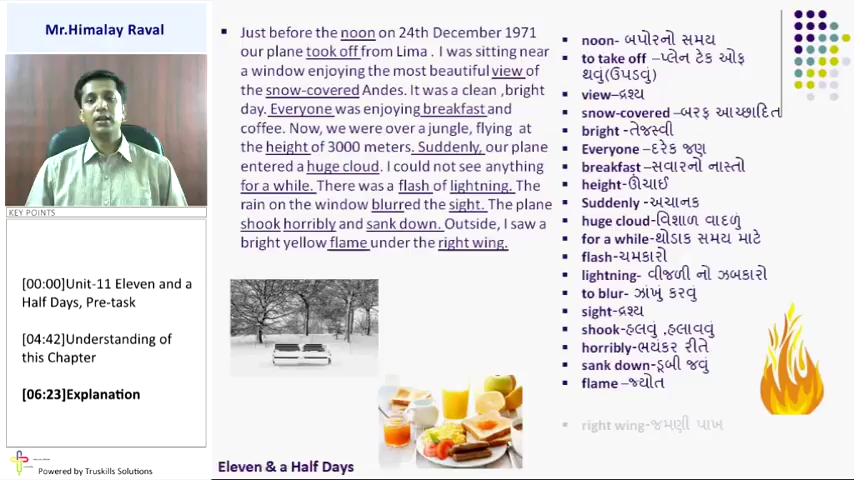 Mr.Himalay Raval
KEY POINTS
[00:00]Unit-11 Eleven and a
Half Days, Pre-task
[04:42]Understanding of
this Chapter
[06:23]Explanation
Powered by Truskills Solutions
Just before the noon on 24th December 1971
our plane took off from Lima . I was sitting near
a window enjoying the most beautiful view of
the snow-covered Andes. It was a clean ,bright
day. Everyone was enjoying breakfast and
coffee. Now, we were over a jungle, flying at
the height of 3000 meters. Suddenly, our plane
entered a huge cloud. I could not see anything
for a while. There was a flash of lightning. The
rain on the window blurred the sight. The plane
shook horribly and sank down. Outside, I saw a
bright yellow flame under the right wing.
Eleven & a Half Days
noon- બપોરનો સમય
to take off –પ્લેન ટેક ઓફ
થવું(ઉપડવું)
view–દ્રશ્ય
snow-covered –બરફ આચ્છાદિત
bright -તેજસ્વી
Everyone –દરેક જણ
breakfast–સવારનો નાસ્તો
height-ઊંચાઈ
Suddenly -અચાનક
huge cloud-વિશાળ વાદળું
for a while-થોડાક સમય માટે
flash-ચમકારો
lightning- વીજળી નો ઝબકારો
to blur- ઝાંખું કરવું
sight-દ્રશ્ય
shook-હલવું ,હલાવવું
horribly-ભયંકર રીતે
sank down-ડૂબી જવું
flame –જ્યોત
right wing-જમણી પાખ